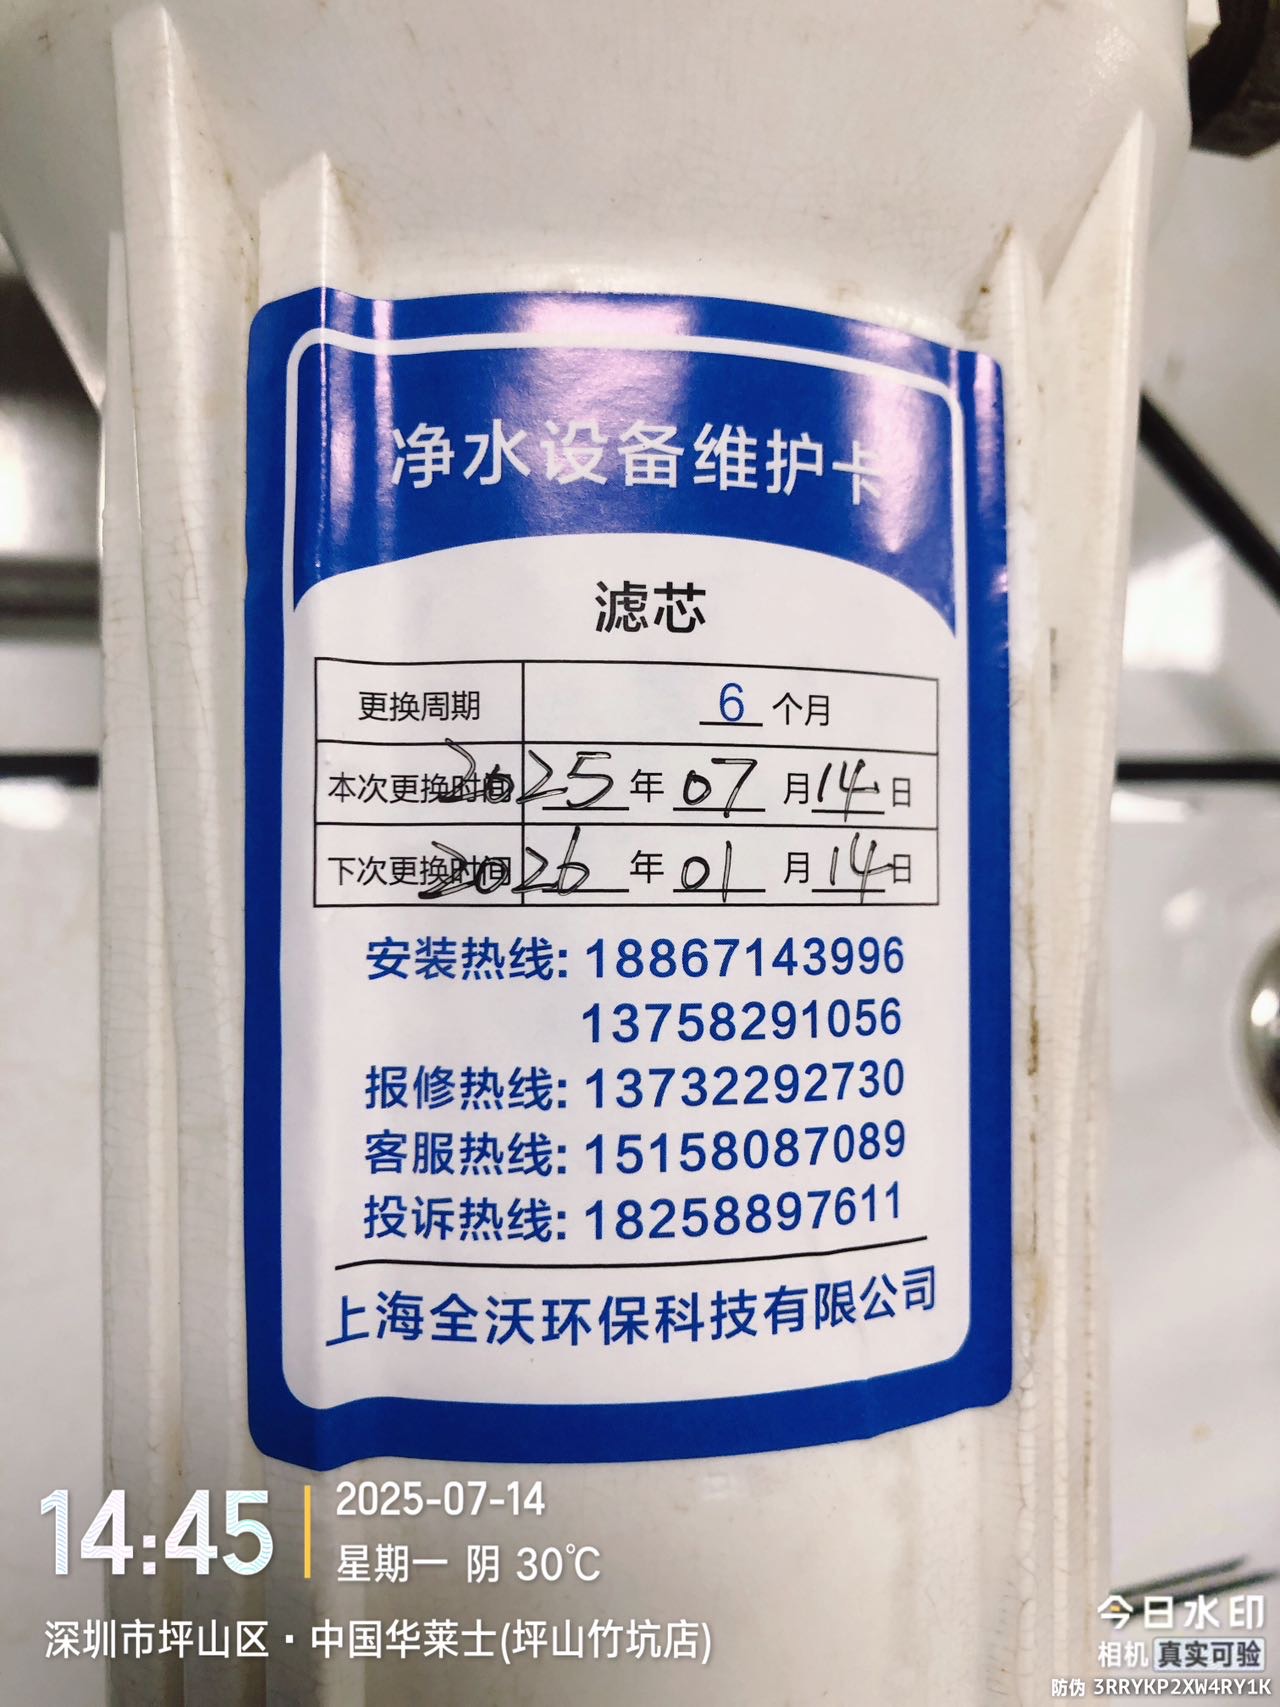 净水设备维护卡
滤芯
更换周期 6 个月
本次更换时间 2025 年 07 月 14 日
下次更换时间 2026 年 01 月 14 日
安装热线: 18867143996
13758291056
报修热线: 13732292730
客服热线: 15158087089
投诉热线: 18258897611
上海全沃环保科技有限公司
14:45
2025-07-14
星期一 阴 30℃
深圳市坪山区·中国华莱士(坪山竹坑店)
今日水印
相机 真实可验
防伪 3RRYKP2XW4RY1K